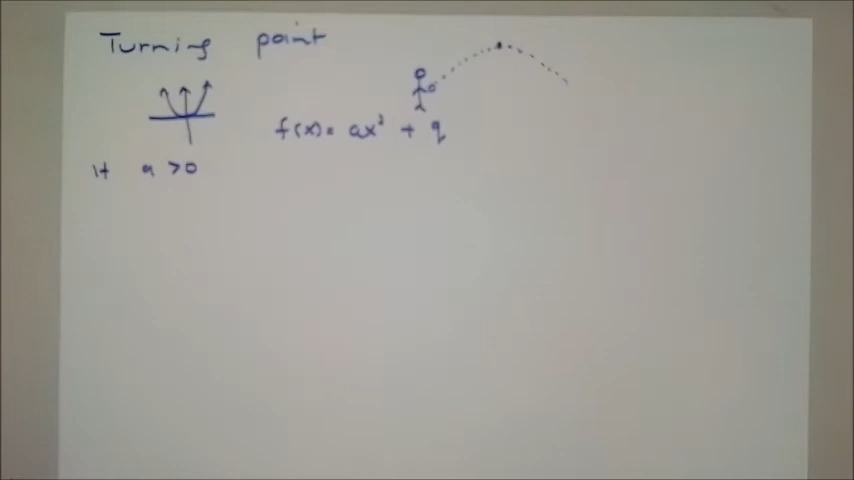 Turning point
f(x) = ax² + q
If a >0